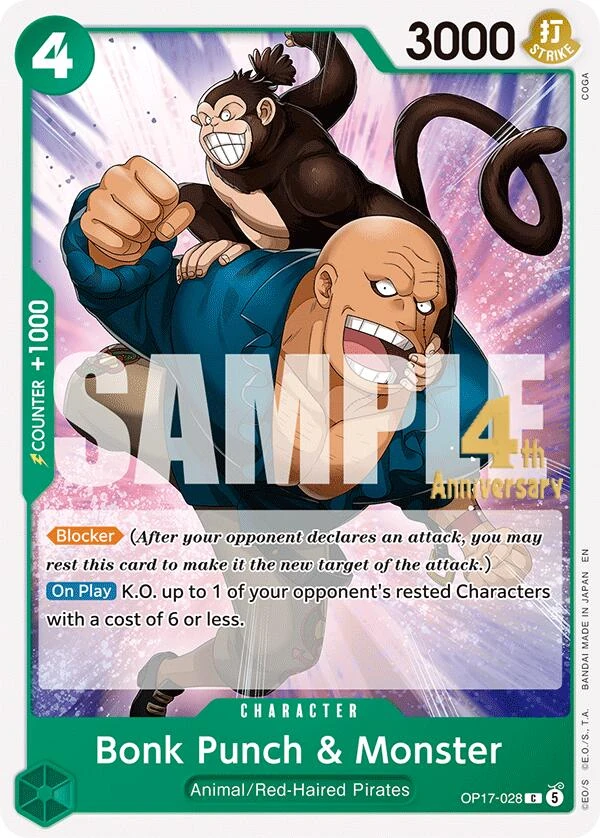 4
3000
打
STRIKE
COGA
COUNTER +1000
SAMPLE
4th
Anniversary
Blocker (After your opponent declares an attack, you may
rest this card to make it the new target of the attack.)
On Play K.O. up to 1 of your opponent's rested Characters
with a cost of 6 or less.
CHARACTER
Bonk Punch & Monster
Animal/Red-Haired Pirates
OP17-028 C 5
©EO/S ©E.O./S., T.A. BANDAI MADE IN JAPAN EN